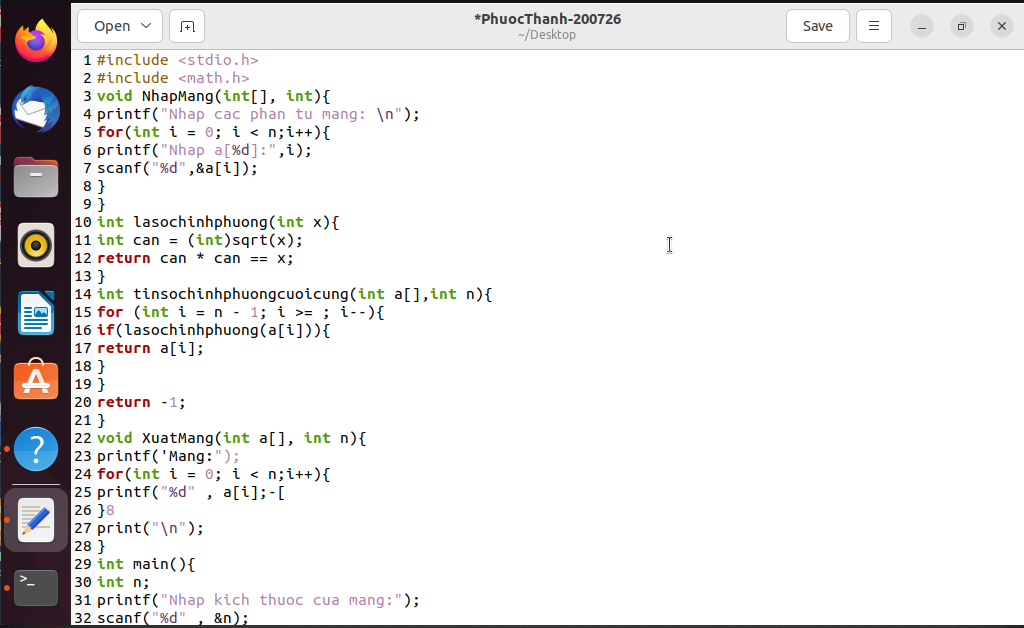 Open
*PhuocThanh-200726
~/Desktop
Save
1 #include <stdio.h>
2 #include <math.h>
3 void NhapMang(int[], int){
4 printf("Nhap cac phan tu mang: \n");
5 for(int i = 0; i < n;i++){
6 printf("Nhap a[%d]:",i);
7 scanf("%d",&a[i]);
8 }
9 }
10 int lasochinhphuong(int x){
11 int can = (int)sqrt(x);
12 return can * can == x;
13 }
14 int tinsochinhphuongcuoicung(int a[],int n){
15 for (int i = n - 1; i >= ; i--){
16 if(lasochinhphuong(a[i])){
17 return a[i];
18 }
19 }
20 return -1;
21 }
22 void XuatMang(int a[], int n){
23 printf('Mang:");
24 for(int i = 0; i < n;i++){
25 printf("%d" , a[i];-[
26 }8
27 print("\n");
28 }
29 int main(){
30 int n;
31 printf("Nhap kich thuoc cua mang:");
32 scanf("%d" , &n);